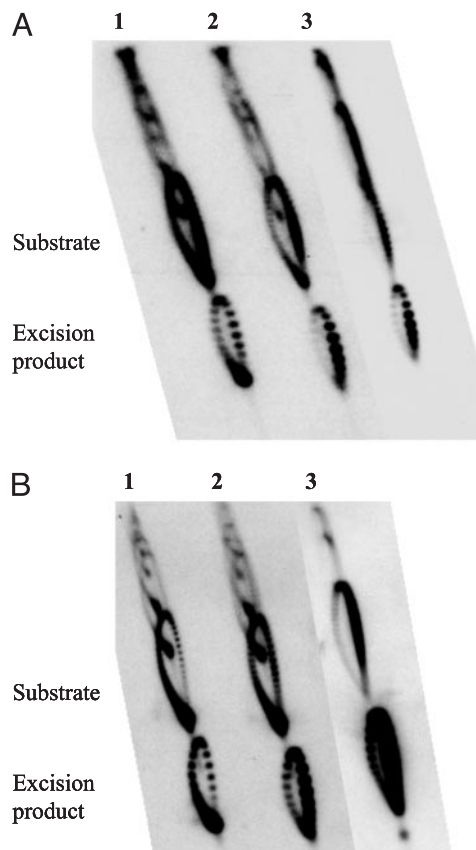 A
1 2 3
Substrate
Excision
product
B
1 2 3
Substrate
Excision
product